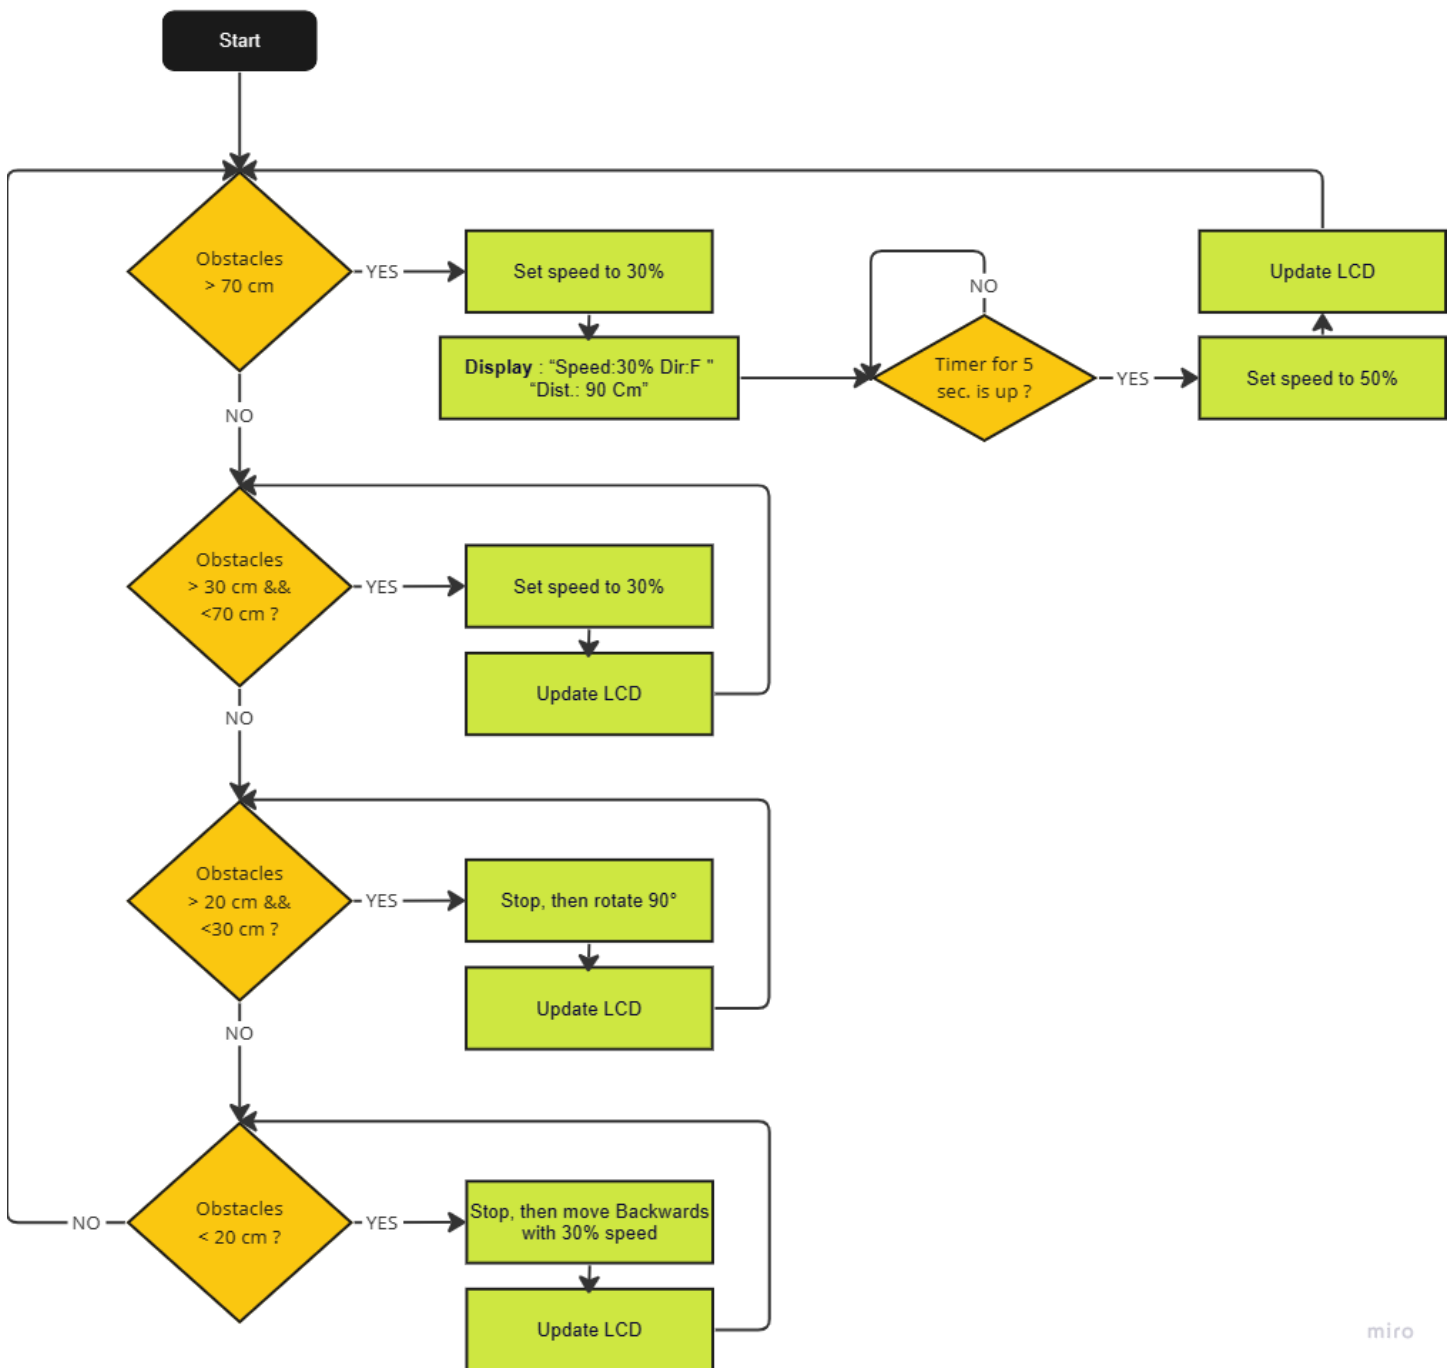 Start
Obstacles
> 70 cm
YES
Set speed to 30%
Display : “Speed:30% Dir:F "
“Dist.: 90 Cm”
NO
Timer for 5
sec. is up ?
YES
Set speed to 50%
Update LCD
NO
Obstacles
> 30 cm &&
<70 cm ?
YES
Set speed to 30%
Update LCD
NO
Obstacles
> 20 cm &&
<30 cm ?
YES
Stop, then rotate 90°
Update LCD
NO
Obstacles
< 20 cm ?
NO
YES
Stop, then move Backwards
with 30% speed
Update LCD
miro